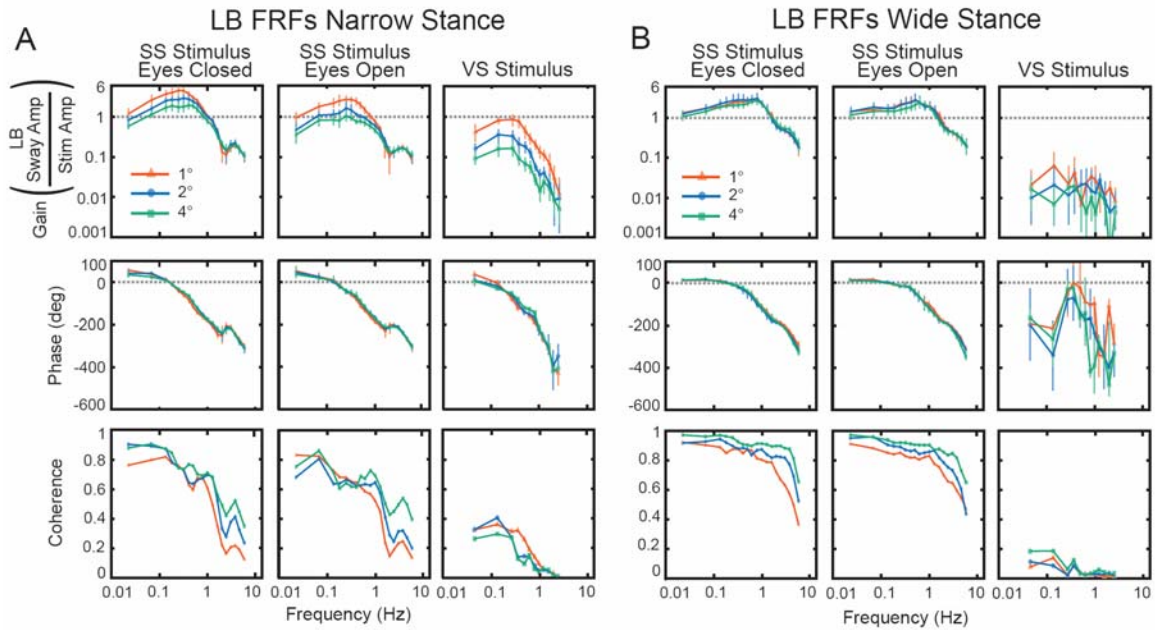 LB FRFs Narrow Stance
LB FRFs Wide Stance
A
B
SS Stimulus
Eyes Closed
SS Stimulus
Eyes Open
VS Stimulus
SS Stimulus
Eyes Closed
SS Stimulus
Eyes Open
VS Stimulus
Gain ( LB
Sway Amp
Stim Amp )
6
1
0.1
0.01
0.001
1°
2°
4°
6
1
0.1
0.01
0.001
1°
2°
4°
Phase (deg)
100
0
-200
-400
-600
100
0
-200
-400
-600
Coherence
1
0.8
0.6
0.4
0.2
0
1
0.8
0.6
0.4
0.2
0
0.01 0.1 1 10 0.01 0.1 1 10 0.01 0.1 1 10
0.01 0.1 1 10 0.01 0.1 1 10 0.01 0.1 1 10
Frequency (Hz)
Frequency (Hz)